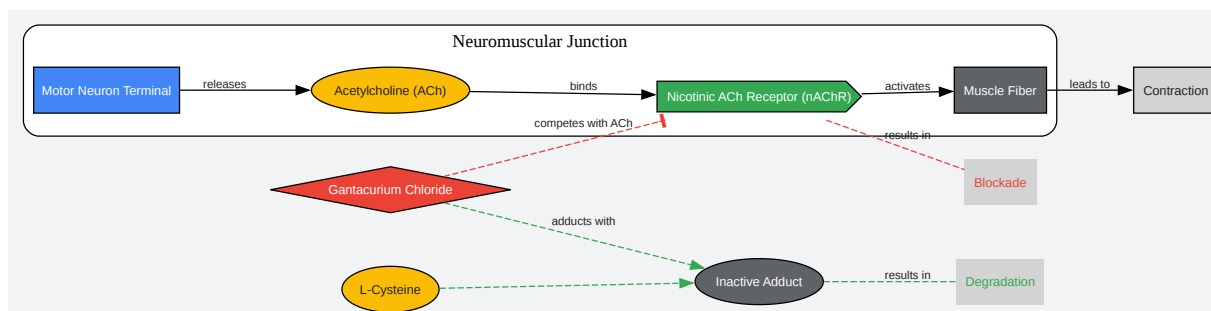 Neuromuscular Junction
Motor Neuron Terminal
releases
Acetylcholine (ACh)
binds
Nicotinic ACh Receptor (nAChR)
activates
Muscle Fiber
leads to
Contraction
competes with ACh
results in
Gantacurium Chloride
Blockade
adducts with
L-Cysteine
Inactive Adduct
results in
Degradation